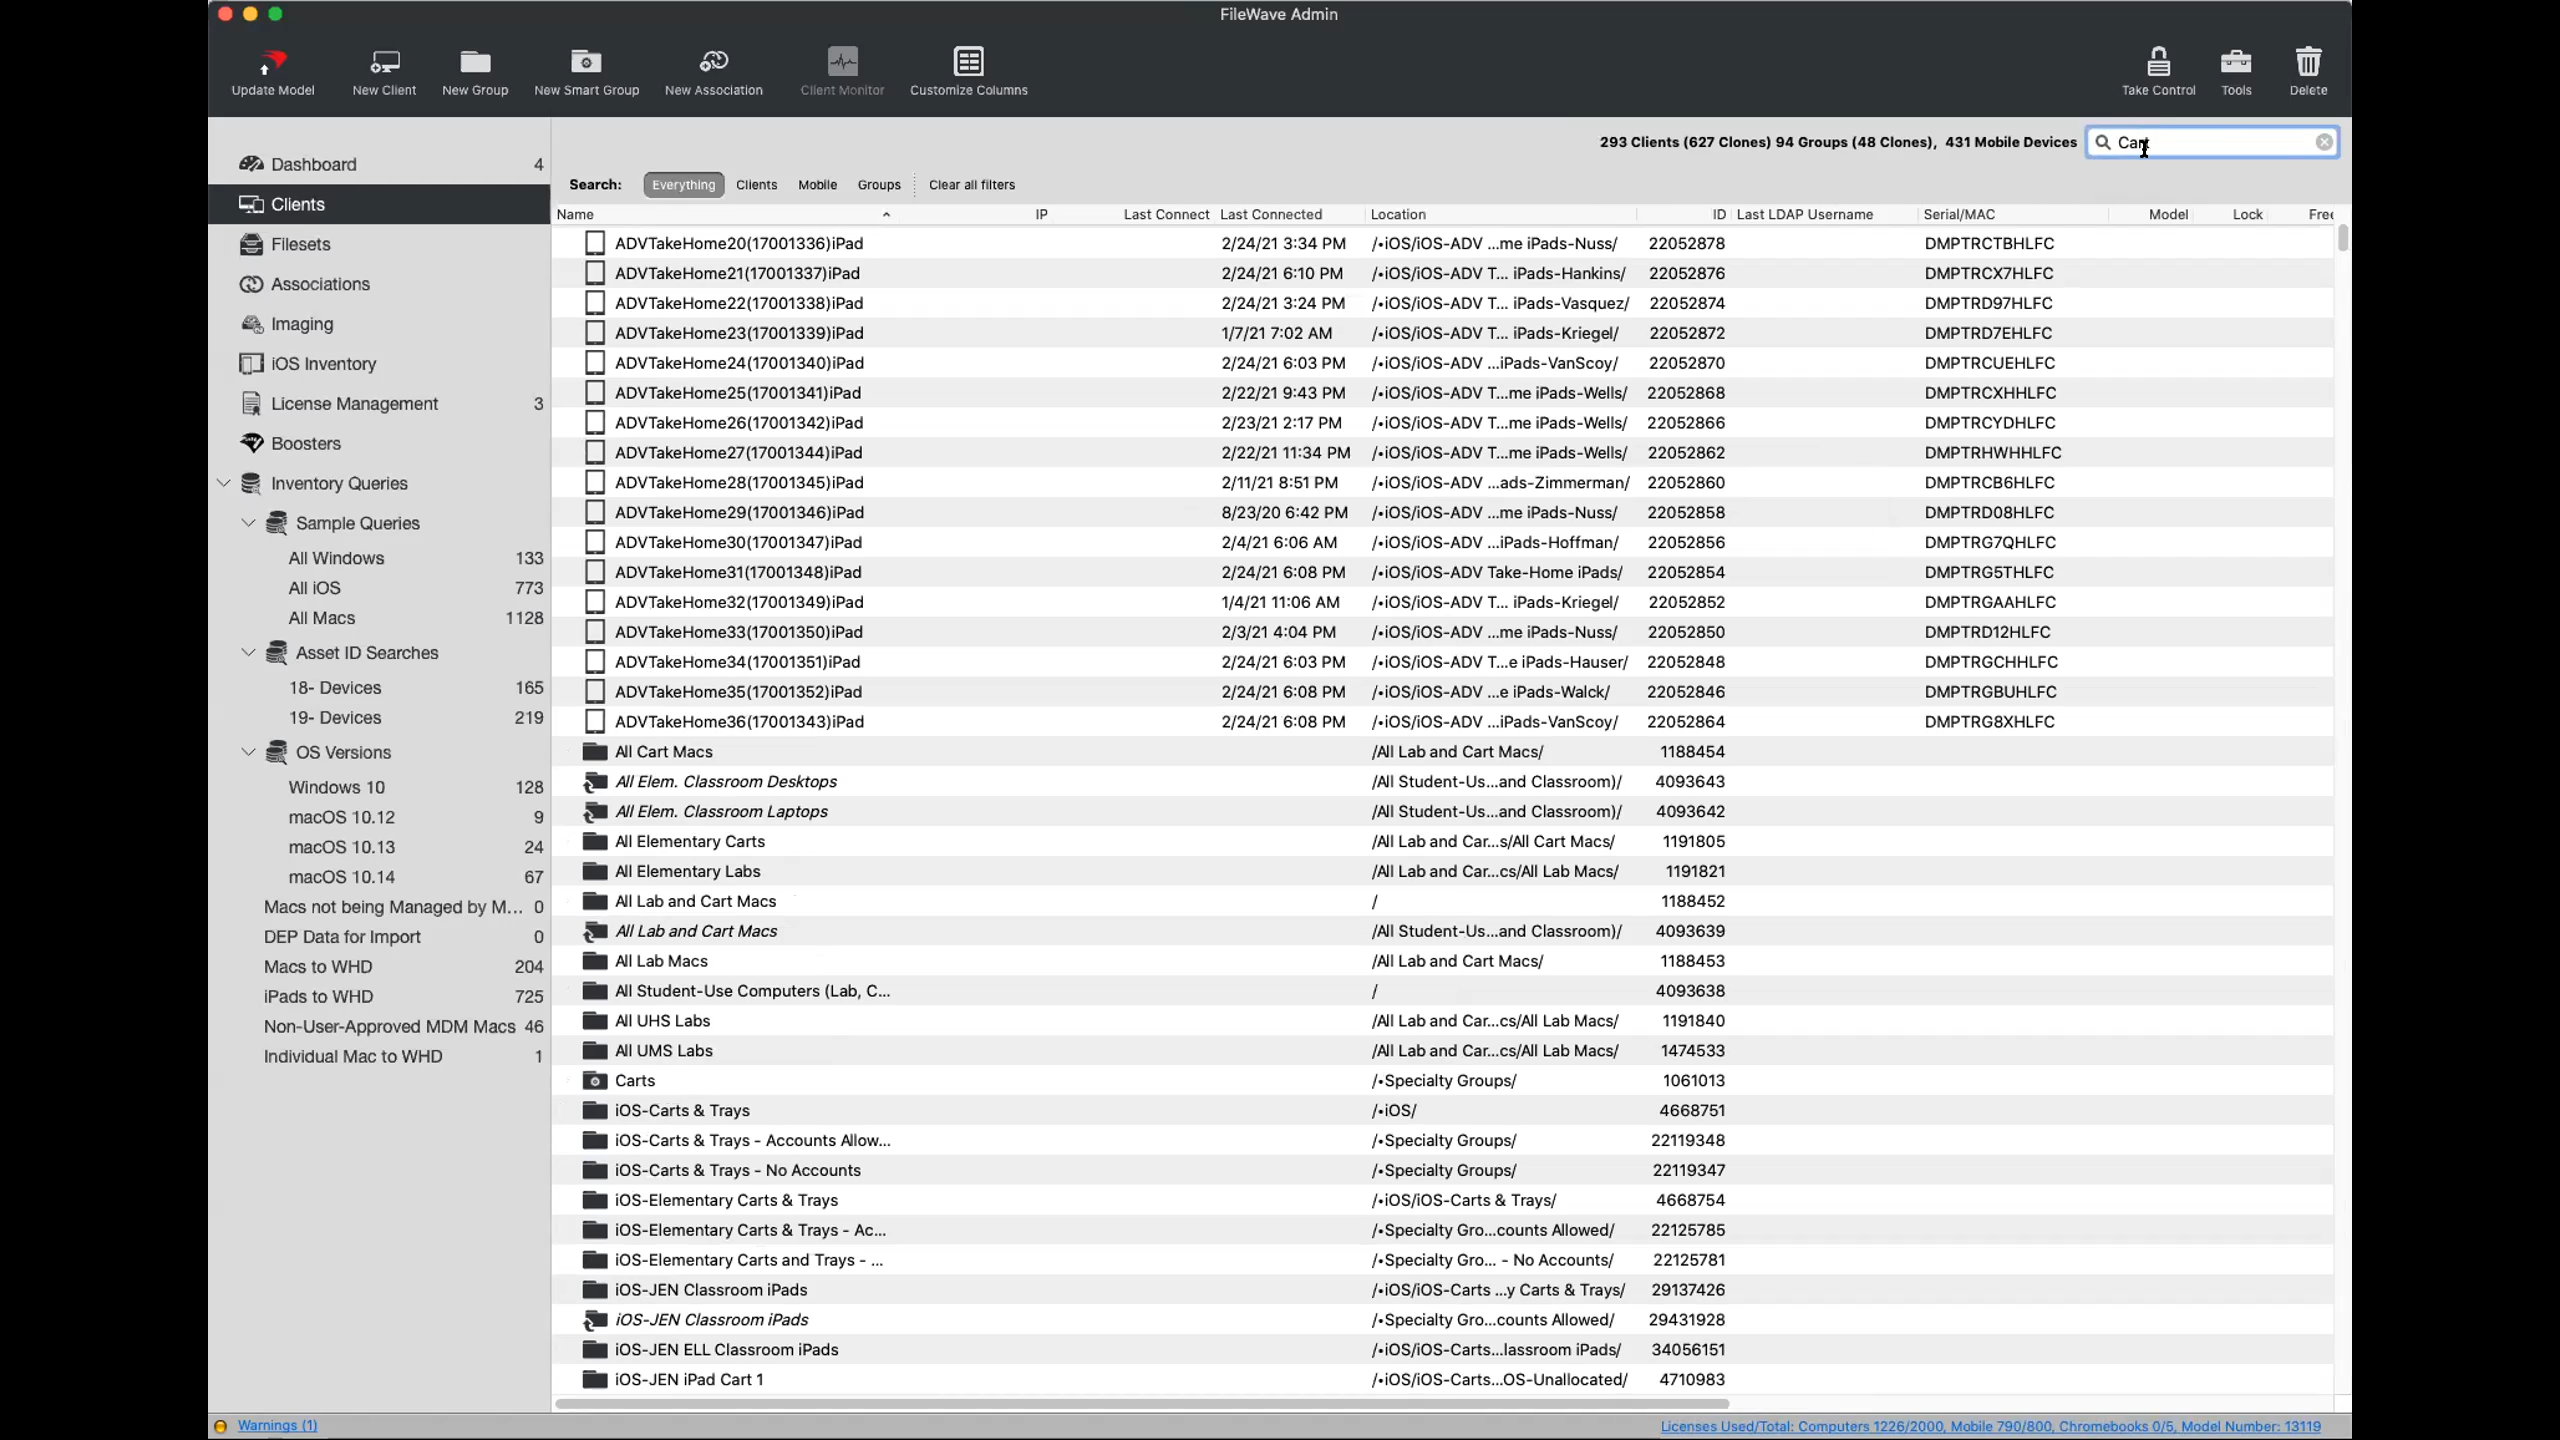 FileWave Admin
Update Model New Client New Group New Smart Group New Association Client Monitor Customize Columns Take Control Tools Delete
293 Clients (627 Clones) 94 Groups (48 Clones), 431 Mobile Devices Cart
Search: Everything Clients Mobile Groups Clear all filters
Name IP Last Connect Last Connected Location ID Last LDAP Username Serial/MAC Model Lock Free
Dashboard 4
Clients
Filesets
Associations
Imaging
iOS Inventory
License Management 3
Boosters
Inventory Queries
Sample Queries
All Windows 133
All iOS 773
All Macs 1128
Asset ID Searches
18- Devices 165
19- Devices 219
OS Versions
Windows 10 128
macOS 10.12 9
macOS 10.13 24
macOS 10.14 67
Macs not being Managed by M... 0
DEP Data for Import 0
Macs to WHD 204
iPads to WHD 725
Non-User-Approved MDM Macs 46
Individual Mac to WHD 1
ADVTakeHome20(17001336)iPad 2/24/21 3:34 PM /•iOS/iOS-ADV ...me iPads-Nuss/ 22052878 DMPTRCTBHLFC
ADVTakeHome21(17001337)iPad 2/24/21 6:10 PM /•iOS/iOS-ADV T... iPads-Hankins/ 22052876 DMPTRCX7HLFC
ADVTakeHome22(17001338)iPad 2/24/21 3:24 PM /•iOS/iOS-ADV T... iPads-Vasquez/ 22052874 DMPTRD97HLFC
ADVTakeHome23(17001339)iPad 1/7/21 7:02 AM /•iOS/iOS-ADV T... iPads-Kriegel/ 22052872 DMPTRD7EHLFC
ADVTakeHome24(17001340)iPad 2/24/21 6:03 PM /•iOS/iOS-ADV ...iPads-VanScoy/ 22052870 DMPTRCUEHLFC
ADVTakeHome25(17001341)iPad 2/22/21 9:43 PM /•iOS/iOS-ADV T...me iPads-Wells/ 22052868 DMPTRCXHHLFC
ADVTakeHome26(17001342)iPad 2/23/21 2:17 PM /•iOS/iOS-ADV T...me iPads-Wells/ 22052866 DMPTRCYDHLFC
ADVTakeHome27(17001344)iPad 2/22/21 11:34 PM /•iOS/iOS-ADV T...me iPads-Wells/ 22052862 DMPTRHWHHLFC
ADVTakeHome28(17001345)iPad 2/11/21 8:51 PM /•iOS/iOS-ADV ...ads-Zimmerman/ 22052860 DMPTRCB6HLFC
ADVTakeHome29(17001346)iPad 8/23/20 6:42 PM /•iOS/iOS-ADV ...me iPads-Nuss/ 22052858 DMPTRD08HLFC
ADVTakeHome30(17001347)iPad 2/4/21 6:06 AM /•iOS/iOS-ADV ...iPads-Hoffman/ 22052856 DMPTRG7QHLFC
ADVTakeHome31(17001348)iPad 2/24/21 6:08 PM /•iOS/iOS-ADV Take-Home iPads/ 22052854 DMPTRG5THLFC
ADVTakeHome32(17001349)iPad 1/4/21 11:06 AM /•iOS/iOS-ADV T... iPads-Kriegel/ 22052852 DMPTRGAAHLFC
ADVTakeHome33(17001350)iPad 2/3/21 4:04 PM /•iOS/iOS-ADV ...me iPads-Nuss/ 22052850 DMPTRD12HLFC
ADVTakeHome34(17001351)iPad 2/24/21 6:03 PM /•iOS/iOS-ADV T...e iPads-Hauser/ 22052848 DMPTRGCHHLFC
ADVTakeHome35(17001352)iPad 2/24/21 6:08 PM /•iOS/iOS-ADV ...e iPads-Walck/ 22052846 DMPTRGBUHLFC
ADVTakeHome36(17001343)iPad 2/24/21 6:08 PM /•iOS/iOS-ADV ...iPads-VanScoy/ 22052864 DMPTRG8XHLFC
All Cart Macs /All Lab and Cart Macs/ 1188454
All Elem. Classroom Desktops /All Student-Us...and Classroom)/ 4093643
All Elem. Classroom Laptops /All Student-Us...and Classroom)/ 4093642
All Elementary Carts /All Lab and Car...s/All Cart Macs/ 1191805
All Elementary Labs /All Lab and Car...cs/All Lab Macs/ 1191821
All Lab and Cart Macs / 1188452
All Lab and Cart Macs /All Student-Us...and Classroom)/ 4093639
All Lab Macs /All Lab and Cart Macs/ 1188453
All Student-Use Computers (Lab, C... / 4093638
All UHS Labs /All Lab and Car...cs/All Lab Macs/ 1191840
All UMS Labs /All Lab and Car...cs/All Lab Macs/ 1474533
Carts /•Specialty Groups/ 1061013
iOS-Carts & Trays /•iOS/ 4668751
iOS-Carts & Trays - Accounts Allow... /•Specialty Groups/ 22119348
iOS-Carts & Trays - No Accounts /•Specialty Groups/ 22119347
iOS-Elementary Carts & Trays /•iOS/iOS-Carts & Trays/ 4668754
iOS-Elementary Carts & Trays - Ac... /•Specialty Gro...counts Allowed/ 22125785
iOS-Elementary Carts and Trays - ... /•Specialty Gro... - No Accounts/ 22125781
iOS-JEN Classroom iPads /•iOS/iOS-Carts ...y Carts & Trays/ 29137426
iOS-JEN Classroom iPads /•Specialty Gro...counts Allowed/ 29431928
iOS-JEN ELL Classroom iPads /•iOS/iOS-Carts...lassroom iPads/ 34056151
iOS-JEN iPad Cart 1 /•iOS/iOS-Carts...OS-Unallocated/ 4710983
Warnings (1) Licenses Used/Total: Computers 1226/2000, Mobile 790/800, Chromebooks 0/5, Model Number: 13119